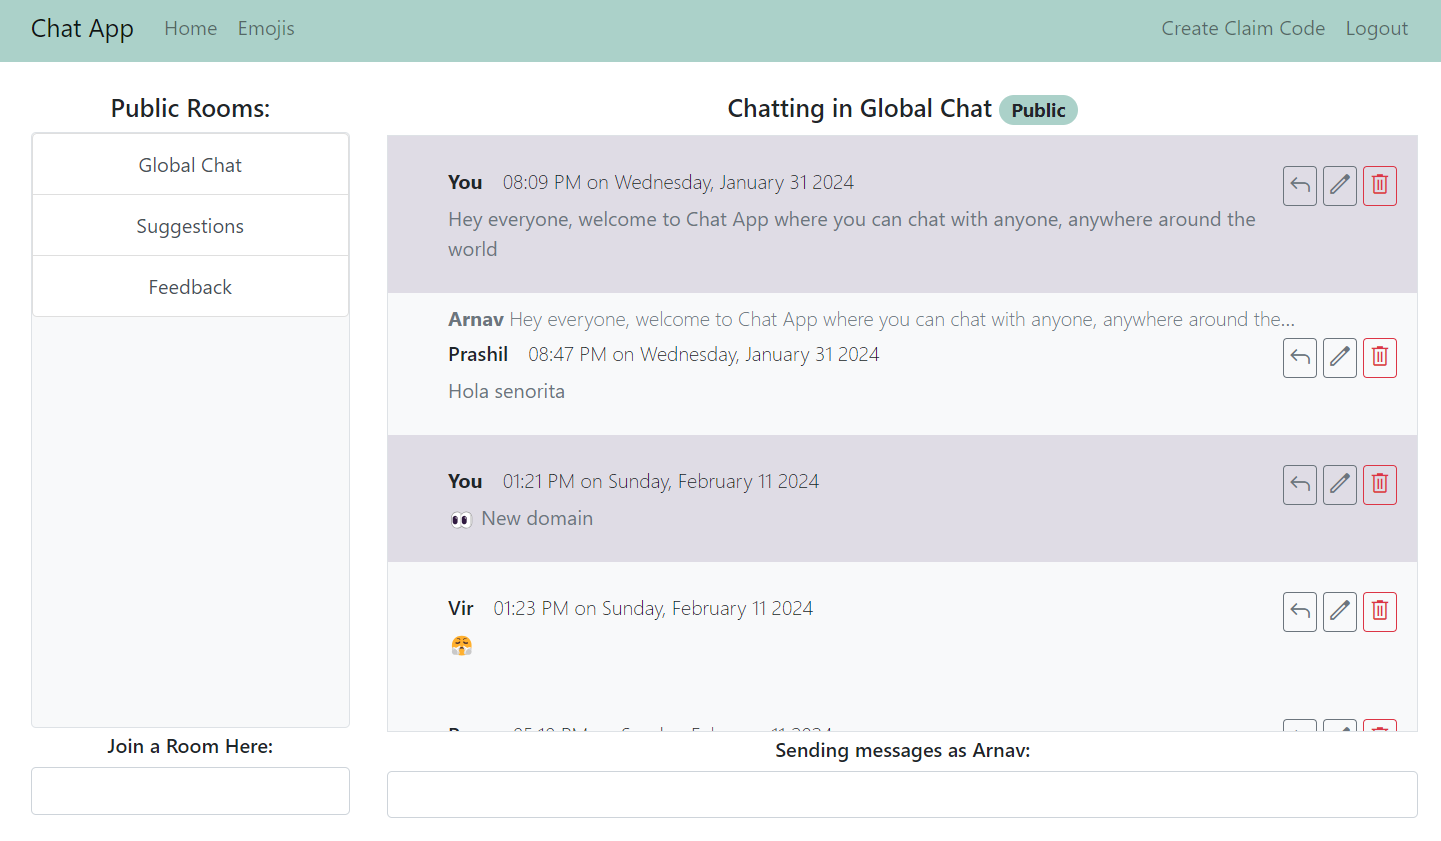 Chat App Home Emojis Create Claim Code Logout
Public Rooms:
Global Chat
Suggestions
Feedback
Join a Room Here:
Chatting in Global Chat Public
You 08:09 PM on Wednesday, January 31 2024
Hey everyone, welcome to Chat App where you can chat with anyone, anywhere around the
world
Arnav Hey everyone, welcome to Chat App where you can chat with anyone, anywhere around the...
Prashil 08:47 PM on Wednesday, January 31 2024
Hola senorita
You 01:21 PM on Sunday, February 11 2024
👀 New domain
Vir 01:23 PM on Sunday, February 11 2024
😤
on Sunday, February 11 2024
Sending messages as Arnav: